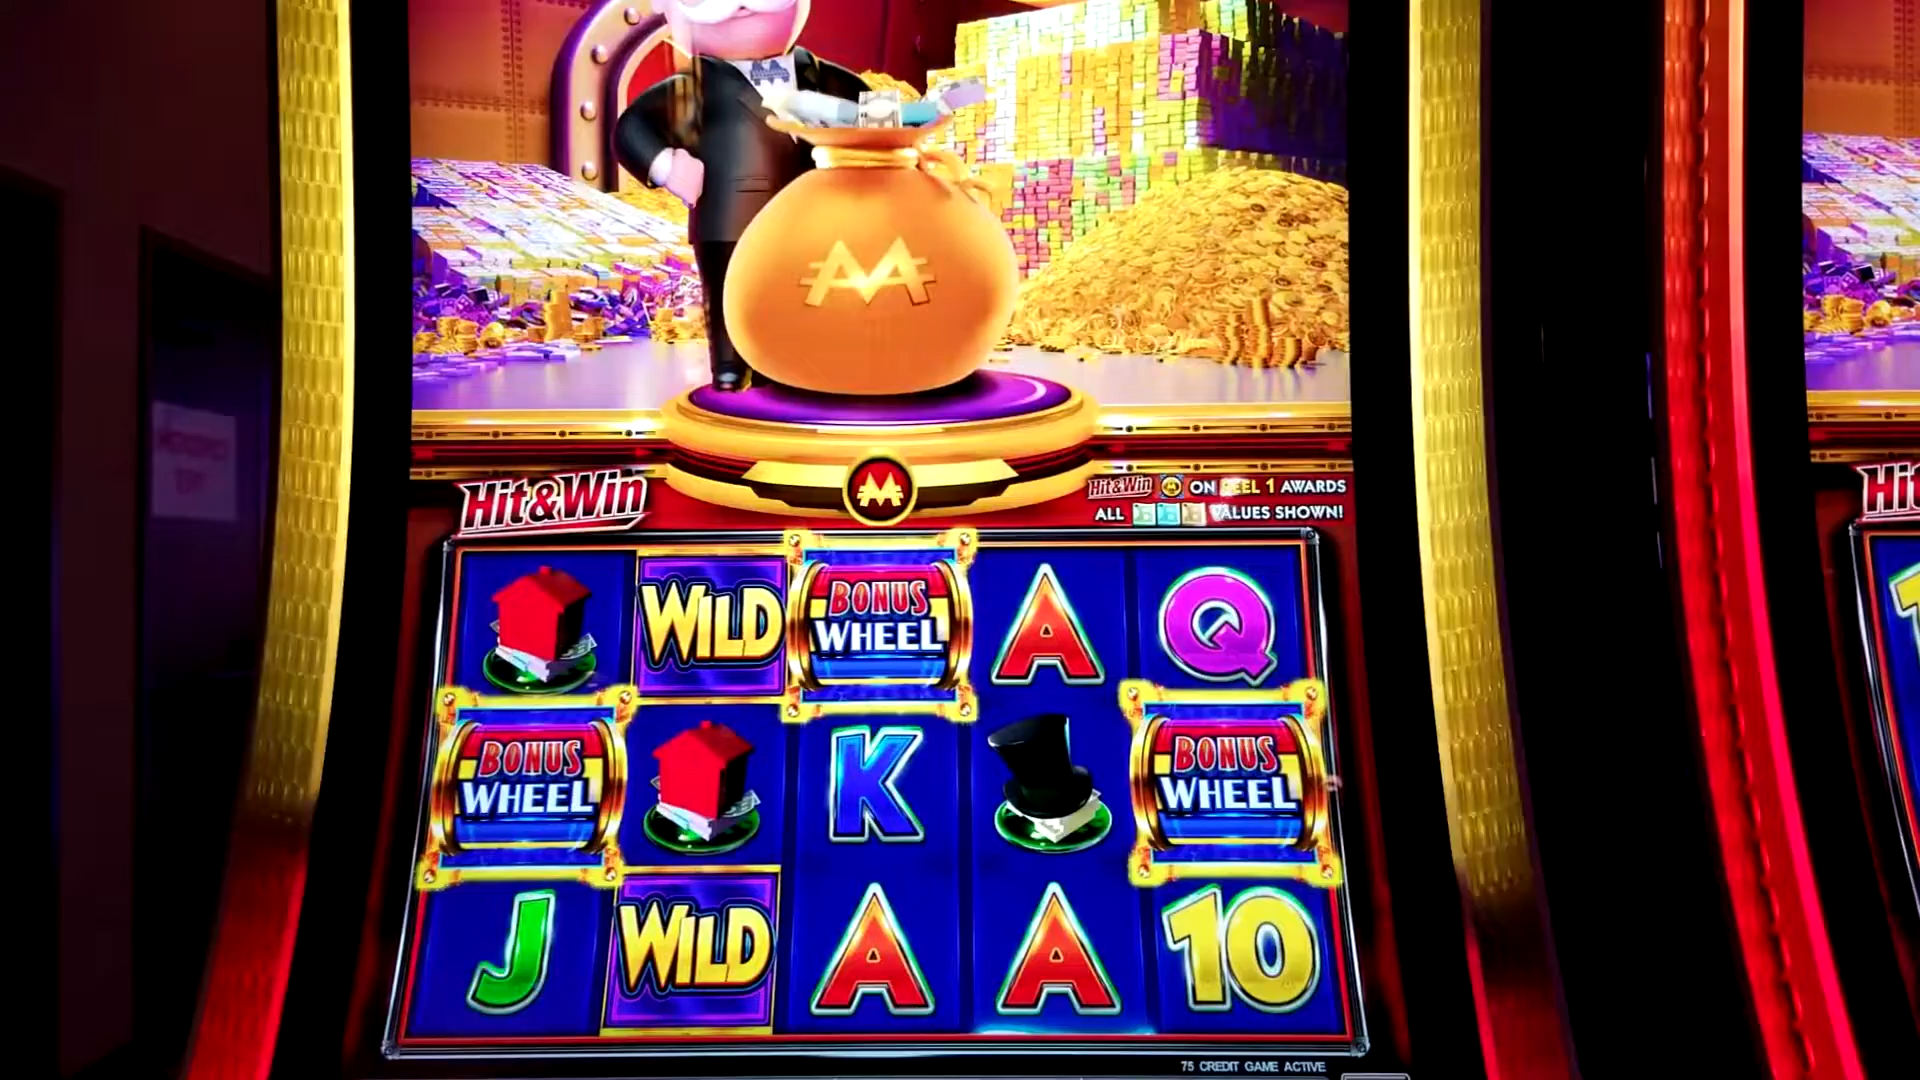 Hit&Win
Hit&Win ON REEL 1 AWARDS
ALL VALUES SHOWN!
WILD
BONUS
WHEEL
A
Q
BONUS
WHEEL
K
BONUS
WHEEL
J
WILD
A
A
10
75 CREDIT GAME ACTIVE
Hit